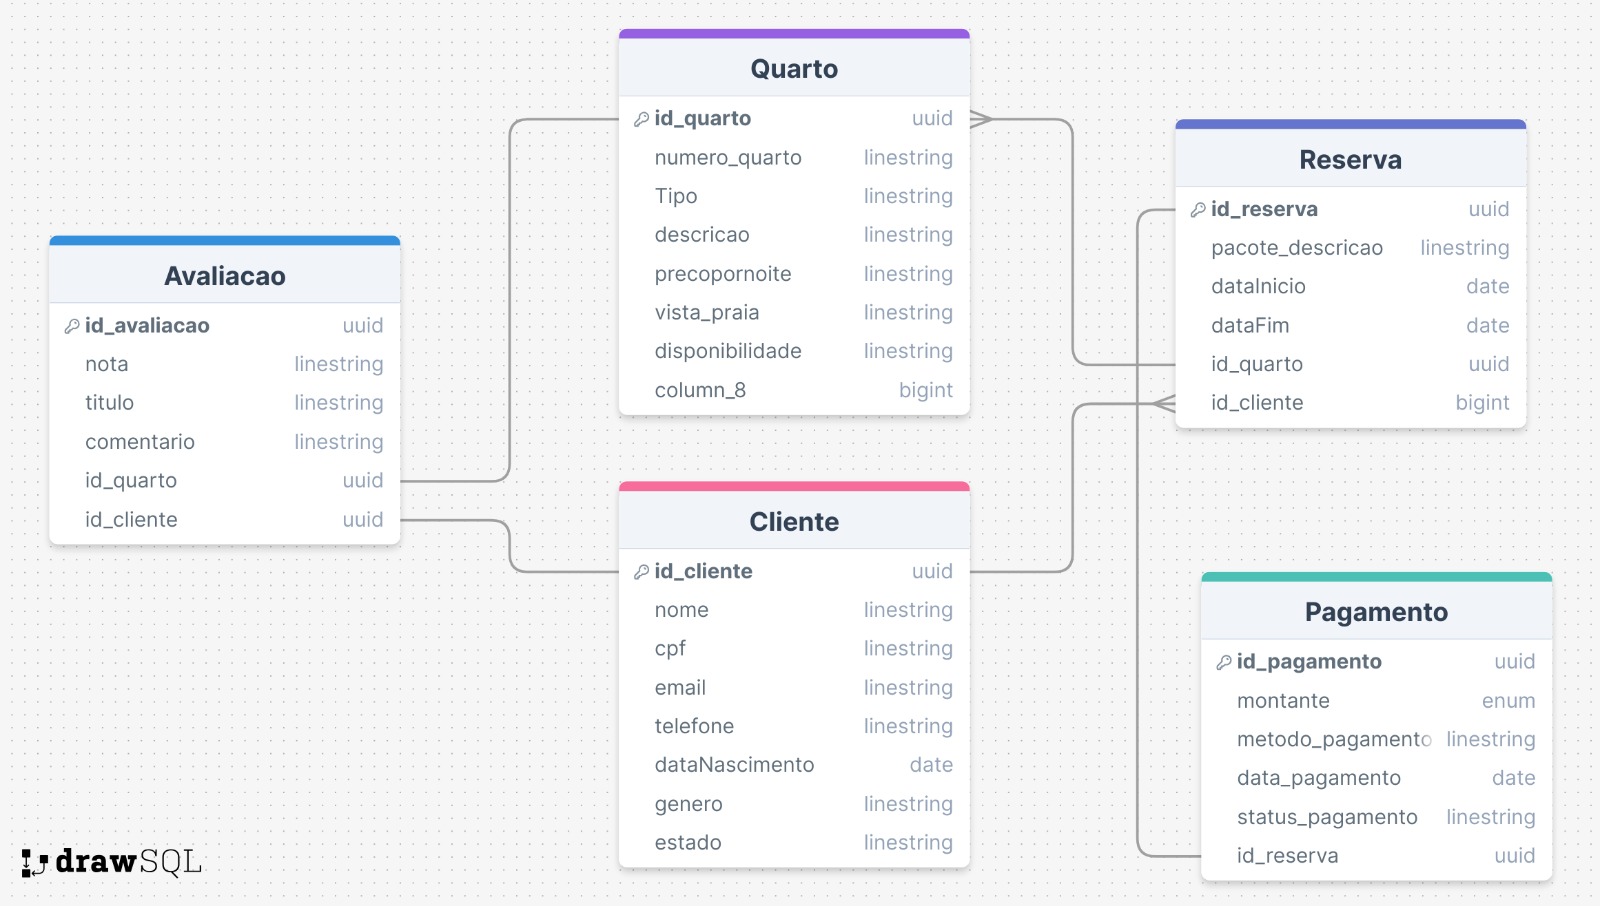 Quarto
id_quarto uuid
numero_quarto linestring
Tipo linestring
descricao linestring
precopornoite linestring
vista_praia linestring
disponibilidade linestring
column_8 bigint
Reserva
id_reserva uuid
pacote_descricao linestring
dataInicio date
dataFim date
id_quarto uuid
id_cliente bigint
Avaliacao
id_avaliacao uuid
nota linestring
titulo linestring
comentario linestring
id_quarto uuid
id_cliente uuid
Cliente
id_cliente uuid
nome linestring
cpf linestring
email linestring
telefone linestring
dataNascimento date
genero linestring
estado linestring
Pagamento
id_pagamento uuid
montante enum
metodo_pagamento linestring
data_pagamento date
status_pagamento linestring
id_reserva uuid
drawSQL